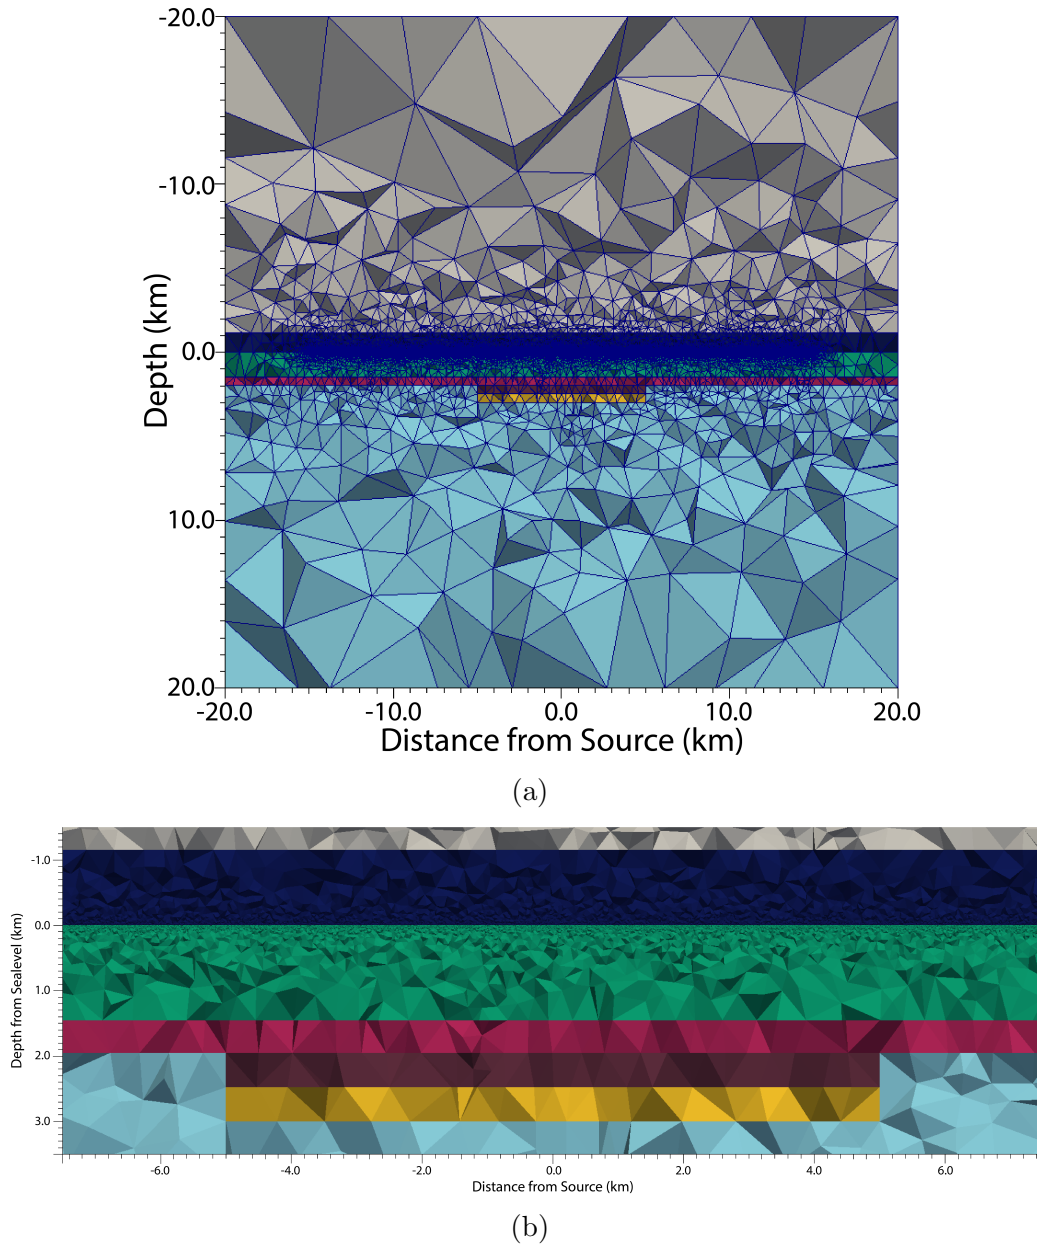 -20.0
-10.0
0.0
10.0
20.0
Depth (km)
-20.0 -10.0 0.0 10.0 20.0
Distance from Source (km)
(a)
-1.0
0.0
1.0
2.0
3.0
Depth from Sealevel (km)
-6.0 -4.0 -2.0 0.0 2.0 4.0 6.0
Distance from Source (km)
(b)